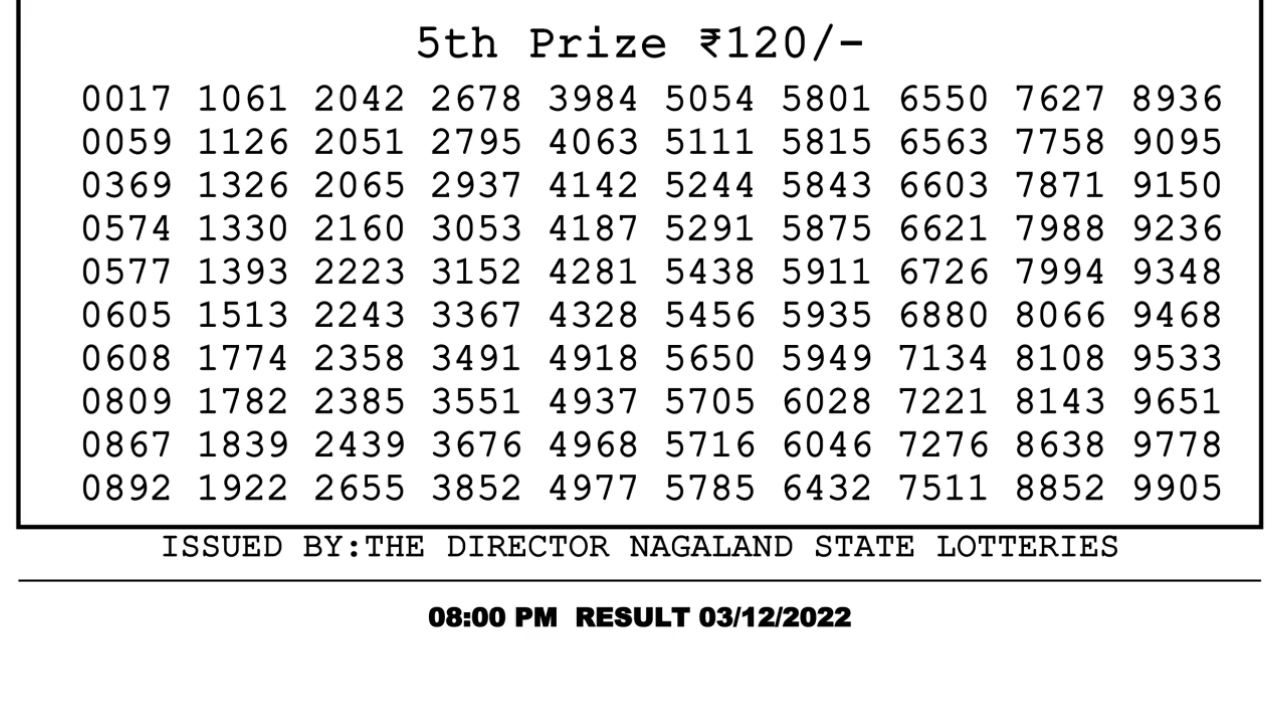 5th Prize ₹120/-
0017 1061 2042 2678 3984 5054 5801 6550 7627 8936
0059 1126 2051 2795 4063 5111 5815 6563 7758 9095
0369 1326 2065 2937 4142 5244 5843 6603 7871 9150
0574 1330 2160 3053 4187 5291 5875 6621 7988 9236
0577 1393 2223 3152 4281 5438 5911 6726 7994 9348
0605 1513 2243 3367 4328 5456 5935 6880 8066 9468
0608 1774 2358 3491 4918 5650 5949 7134 8108 9533
0809 1782 2385 3551 4937 5705 6028 7221 8143 9651
0867 1839 2439 3676 4968 5716 6046 7276 8638 9778
0892 1922 2655 3852 4977 5785 6432 7511 8852 9905
ISSUED BY:THE DIRECTOR NAGALAND STATE LOTTERIES
08:00 PM RESULT 03/12/2022